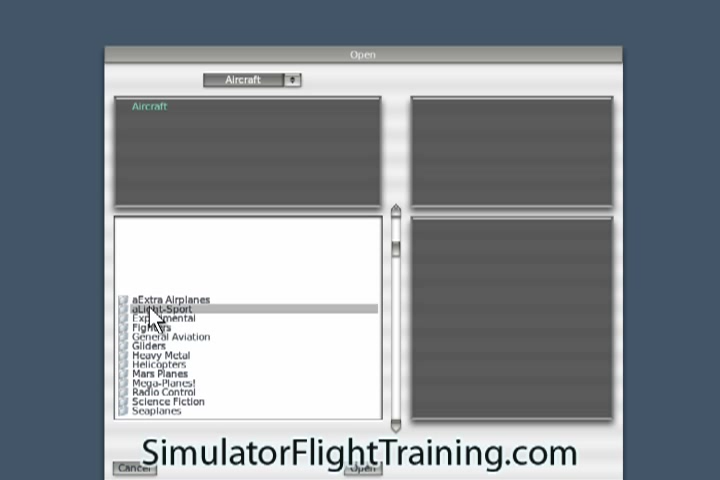 Open
Aircraft
Aircraft
aExtra Airplanes
aLight-Sport
Experimental
Fighters
General Aviation
Gliders
Heavy Metal
Helicopters
Mars Planes
Mega-Planes!
Radio Control
Science Fiction
Seaplanes
SimulatorFlightTraining.com
Cancel
Open